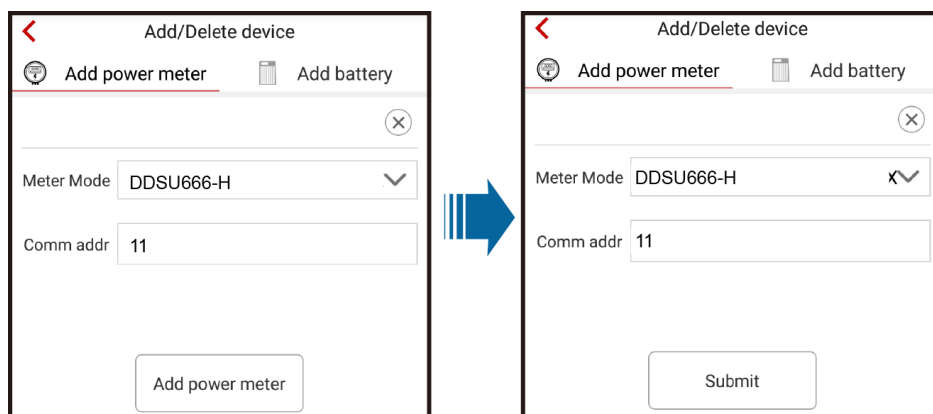 Add/Delete device
Add power meter Add battery
Meter Mode DDSU666-H
Comm addr 11
Add power meter
Add/Delete device
Add power meter Add battery
Meter Mode DDSU666-H
Comm addr 11
Submit